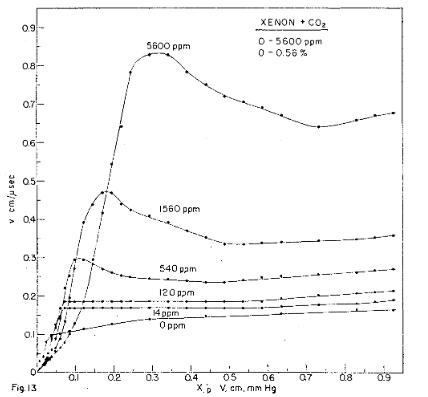 XENON + CO2
0 - 5600 ppm
0 - 0.56 %
5600 ppm
1560 ppm
540 ppm
120 ppm
14 ppm
0 ppm
v cm/μsec
0.9
0.8
0.7
0.6
0.5
0.4
0.3
0.2
0.1
0
0.1 0.2 0.3 0.4 0.5 0.6 0.7 0.8 0.9
Fig.13
X, p V, cm, mm Hg